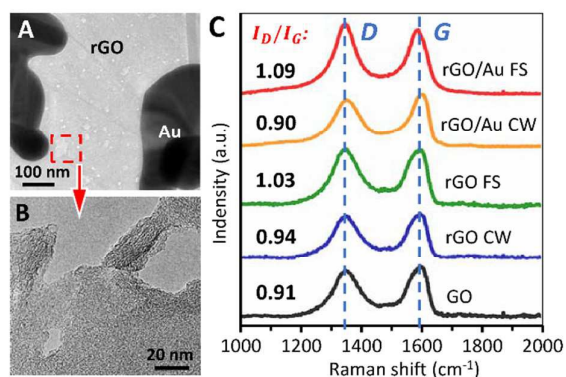 A
rGO
Au
100 nm
B
20 nm
C
I_D/I_G:
D
G
1.09
rGO/Au FS
0.90
rGO/Au CW
1.03
rGO FS
0.94
rGO CW
0.91
GO
Indensity (a.u.)
1000 1200 1400 1600 1800 2000
Raman shift (cm⁻¹)